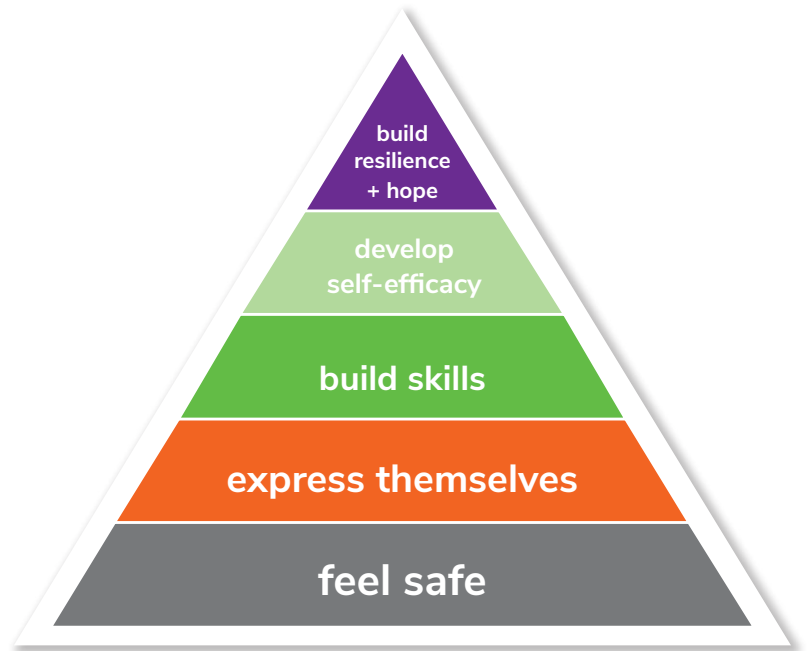 build
resilience
+ hope
develop
self-efficacy
build skills
express themselves
feel safe